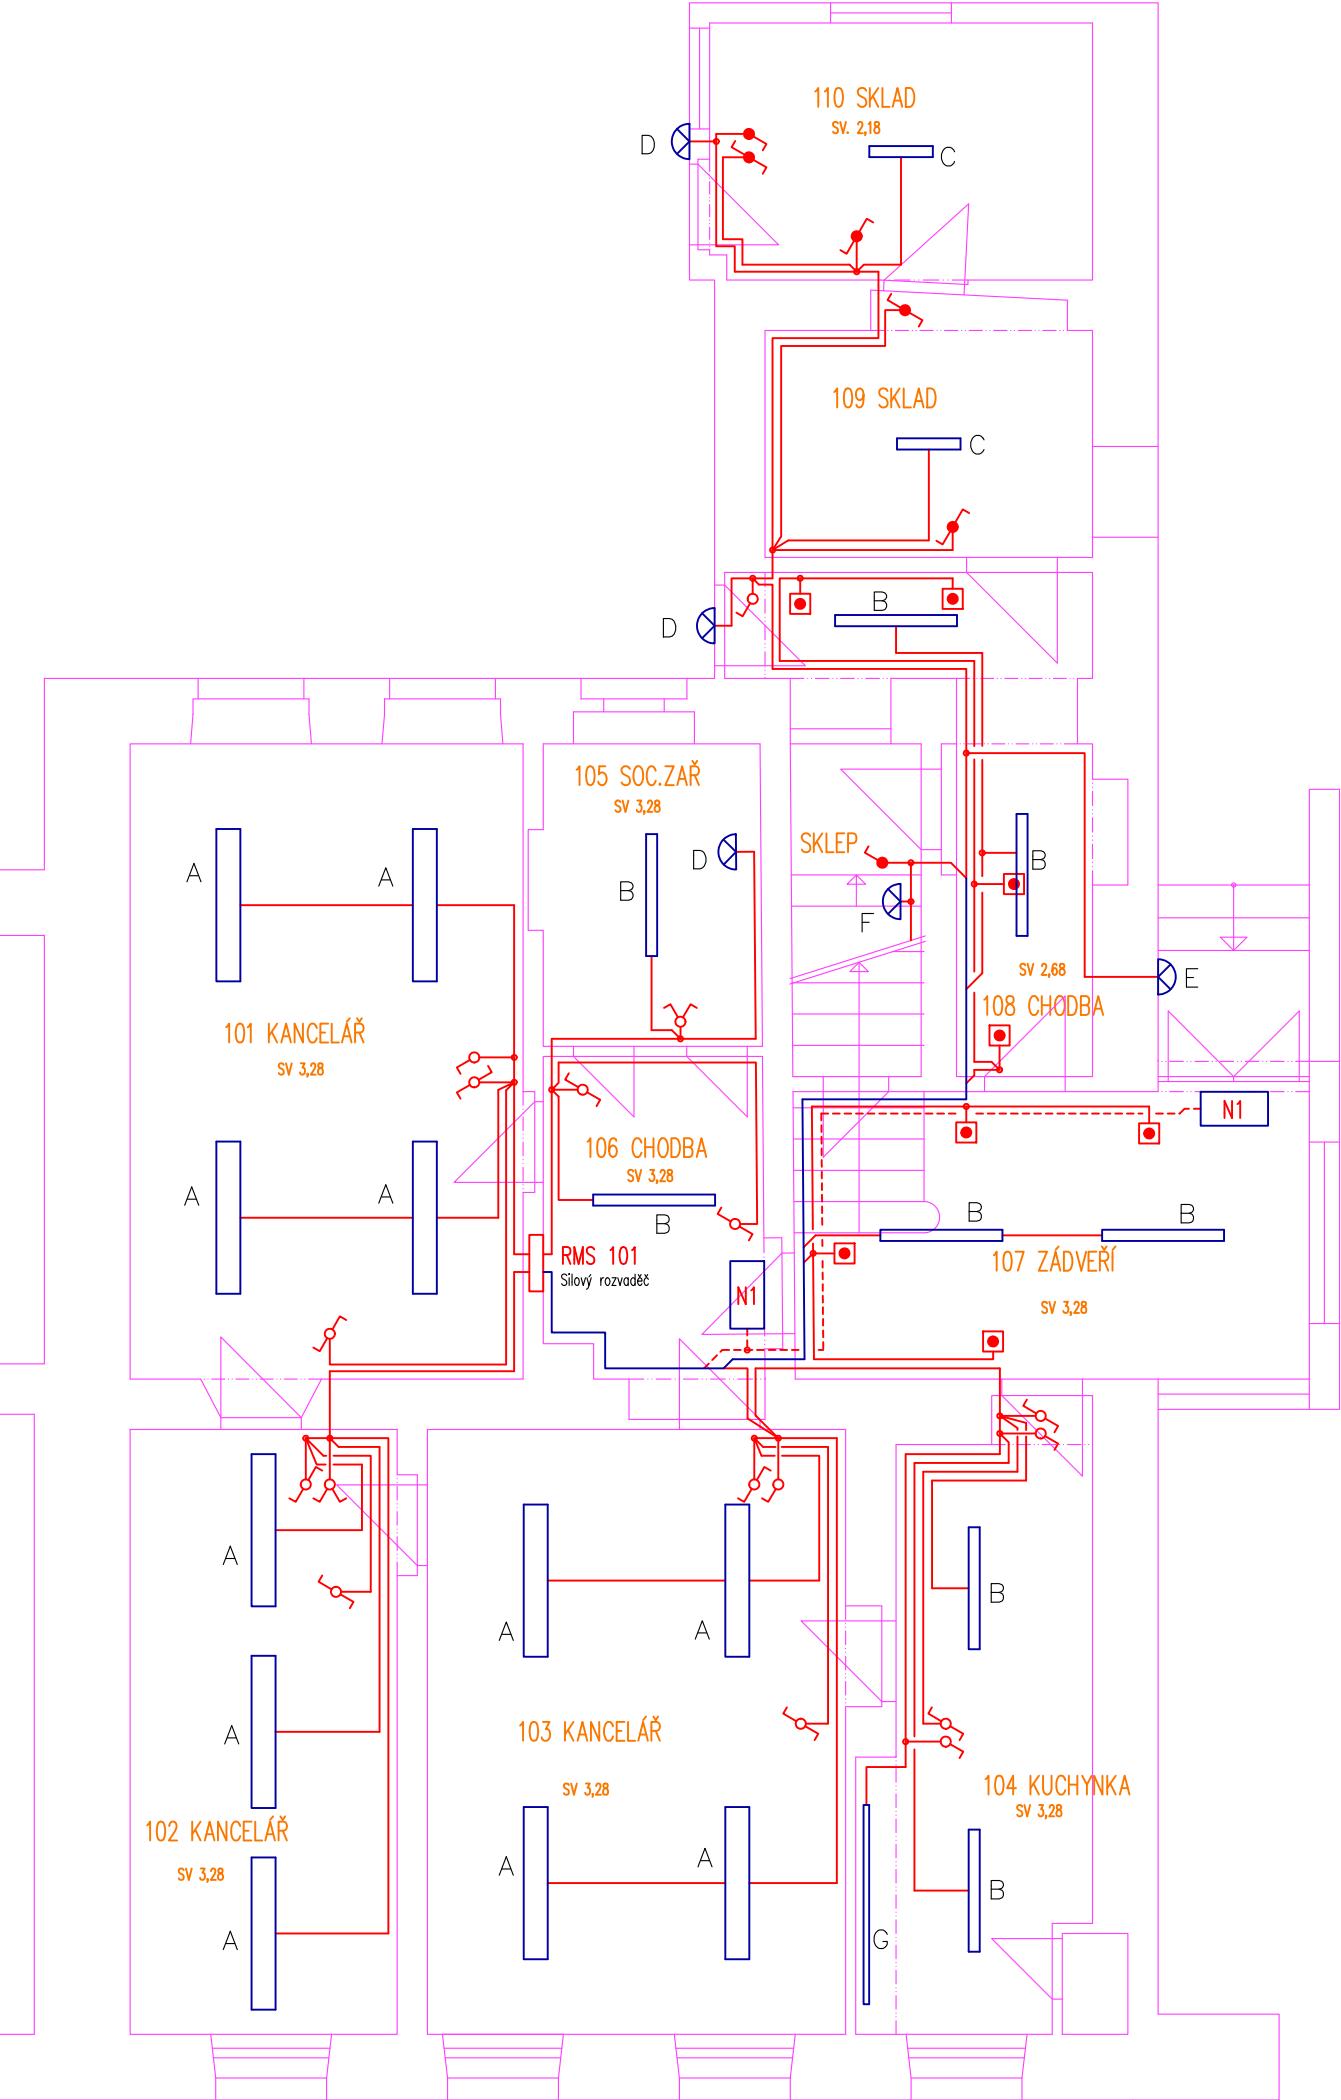 110 SKLAD
SV. 2,18
D
C
109 SKLAD
C
B
D
105 SOC.ZAŘ
SV 3,28
SKLEP
A
A
B
D
B
F
SV 2,68
E
108 CHODBA
101 KANCELÁŘ
SV 3,28
N1
106 CHODBA
SV 3,28
A
A
B
B
B
RMS 101
Silový rozvaděč
107 ZÁDVEŘÍ
N1
SV 3,28
A
A
A
B
A
103 KANCELÁŘ
SV 3,28
104 KUCHYNKA
SV 3,28
102 KANCELÁŘ
SV 3,28
A
A
B
A
G